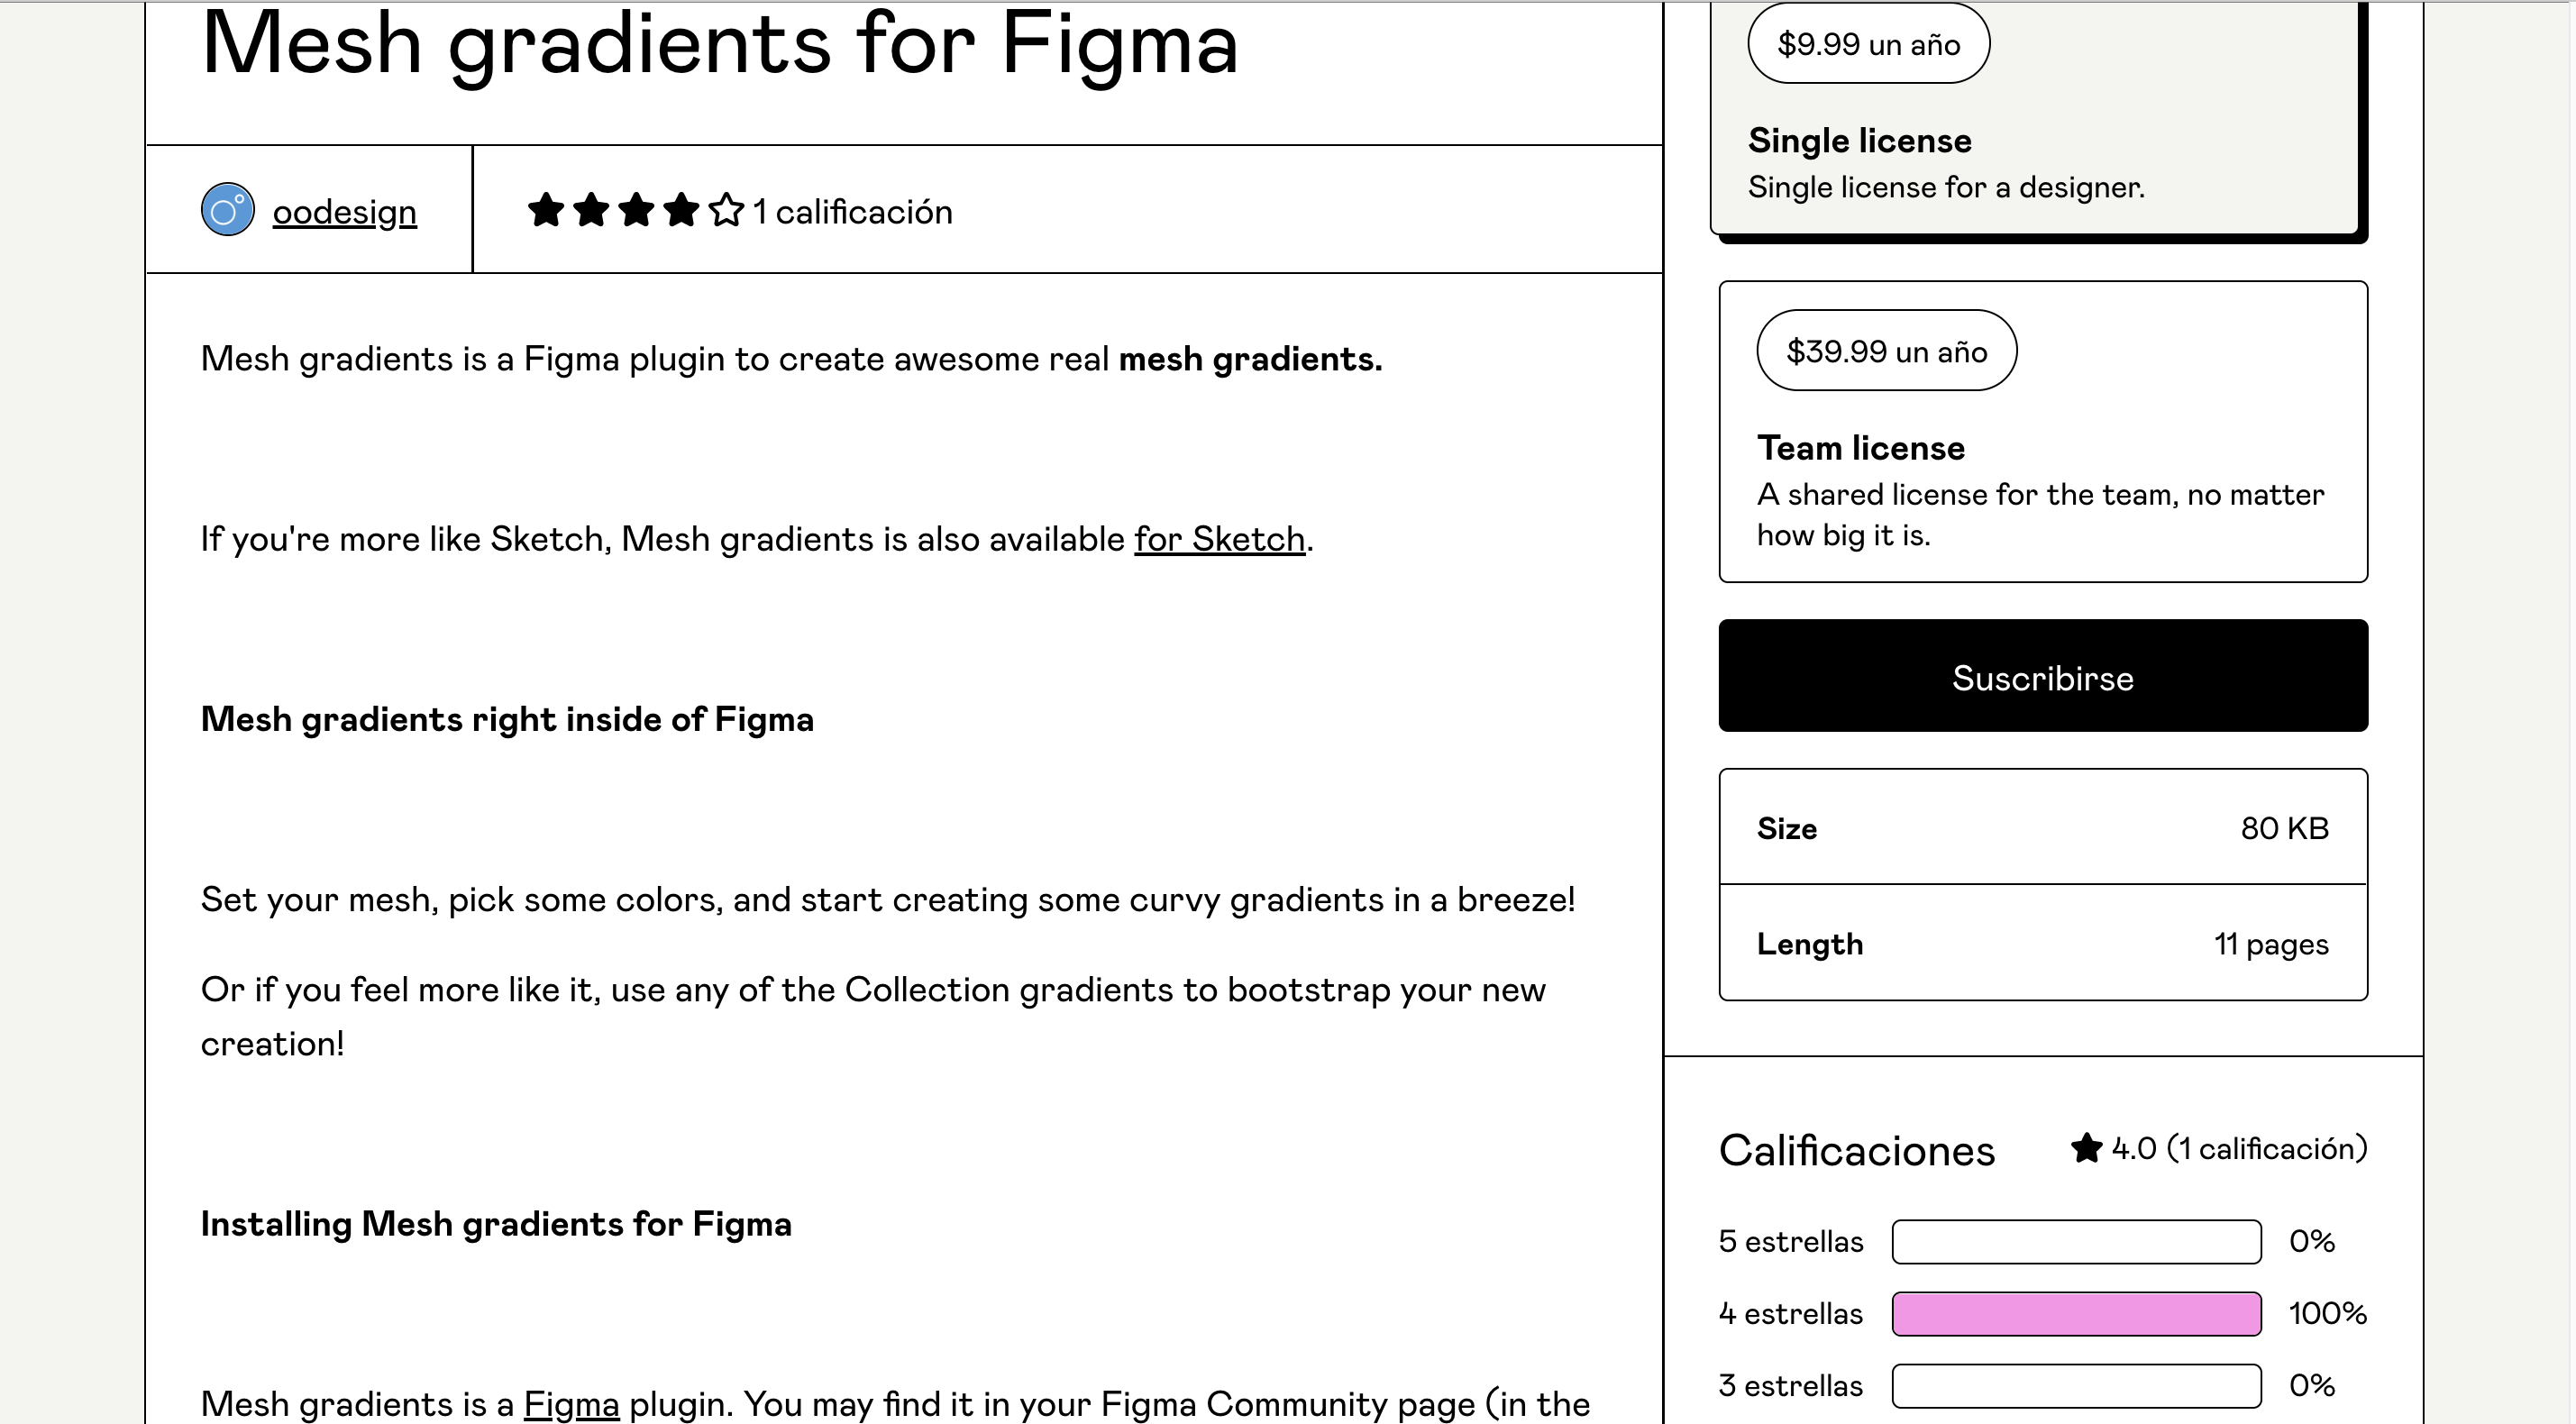 Mesh gradients for Figma
oodesign
1 calificación
Mesh gradients is a Figma plugin to create awesome real mesh gradients.
If you're more like Sketch, Mesh gradients is also available for Sketch.
Mesh gradients right inside of Figma
Set your mesh, pick some colors, and start creating some curvy gradients in a breeze!
Or if you feel more like it, use any of the Collection gradients to bootstrap your new
creation!
Installing Mesh gradients for Figma
Mesh gradients is a Figma plugin. You may find it in your Figma Community page (in the
$9.99 un año
Single license
Single license for a designer.
$39.99 un año
Team license
A shared license for the team, no matter
how big it is.
Suscribirse
Size 80 KB
Length 11 pages
Calificaciones 4.0 (1 calificación)
5 estrellas 0%
4 estrellas 100%
3 estrellas 0%